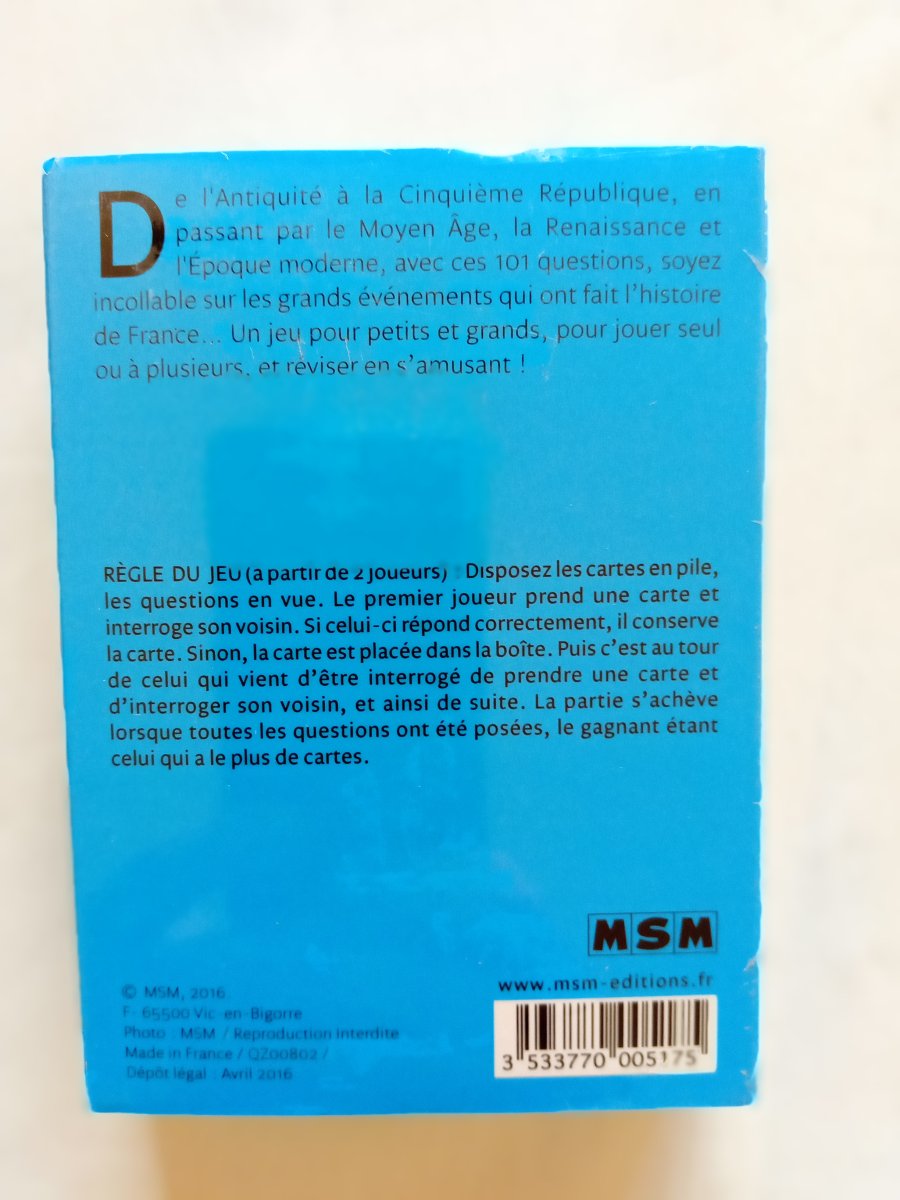 De l'Antiquité à la Cinquième République, en
passant par le Moyen Âge, la Renaissance et
l'Époque moderne, avec ces 101 questions, soyez
incollable sur les grands événements qui ont fait l'histoire
de France... Un jeu pour petits et grands, pour jouer seul
ou à plusieurs, et réviser en s'amusant !
RÈGLE DU JEU (à partir de 2 joueurs) : Disposez les cartes en pile,
les questions en vue. Le premier joueur prend une carte et
interroge son voisin. Si celui-ci répond correctement, il conserve
la carte. Sinon, la carte est placée dans la boîte. Puis c'est au tour
de celui qui vient d'être interrogé de prendre une carte et
d'interroger son voisin, et ainsi de suite. La partie s'achève
lorsque toutes les questions ont été posées, le gagnant étant
celui qui a le plus de cartes.
MSM
www.msm-editions.fr
© MSM, 2016.
F- 65500 Vic-en-Bigorre
Photo : MSM / Reproduction interdite
Made in France / QZ00802 /
Dépôt légal : Avril 2016
3 533770 005175